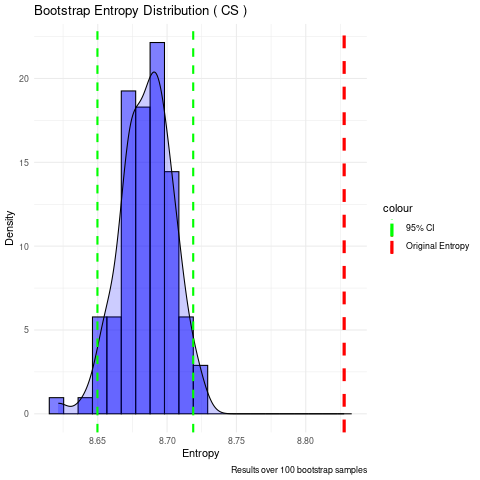 Bootstrap Entropy Distribution ( CS )
20
15
10
5
0
Density
8.65
8.70
8.75
8.80
Entropy
colour
95% CI
Original Entropy
Results over 100 bootstrap samples